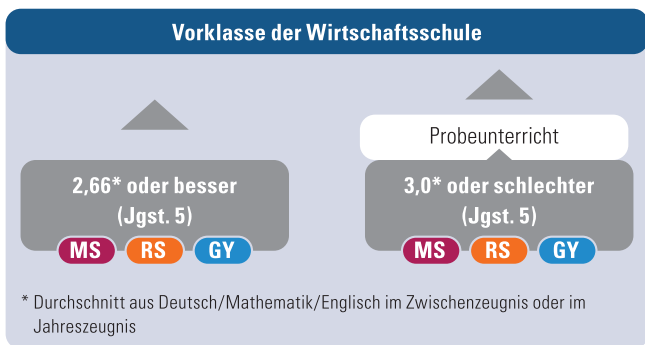 Vorklasse der Wirtschaftsschule
Probeunterricht
2,66* oder besser
(Jgst. 5)
MS RS GY
3,0* oder schlechter
(Jgst. 5)
MS RS GY
* Durchschnitt aus Deutsch/Mathematik/Englisch im Zwischenzeugnis oder im
Jahreszeugnis